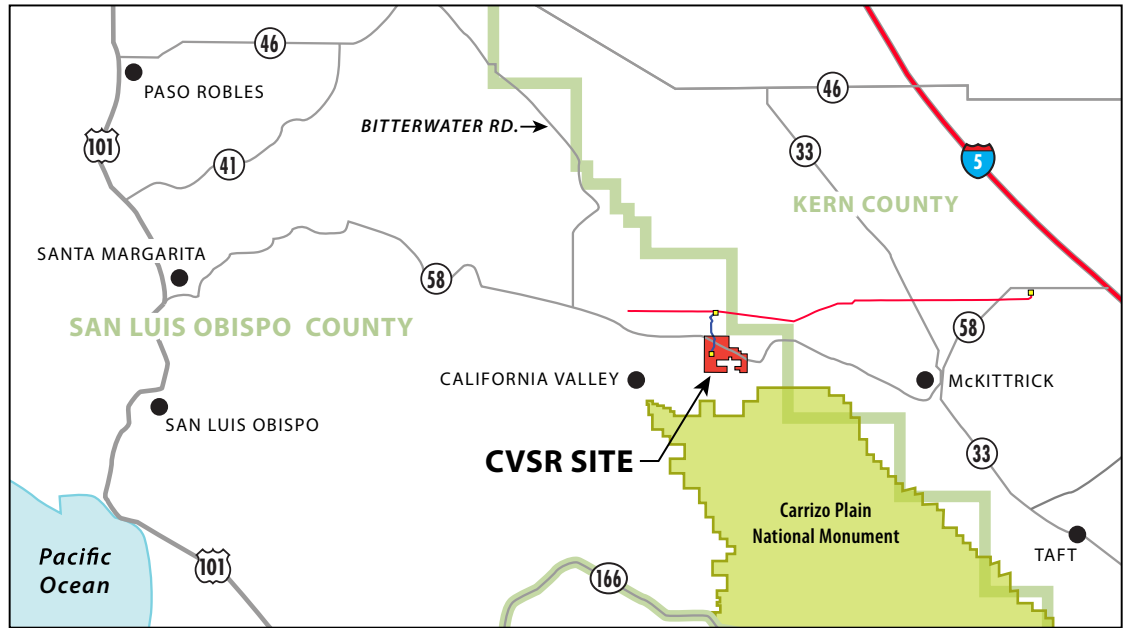 46
PASO ROBLES
BITTERWATER RD.
46
101
33
41
5
KERN COUNTY
SANTA MARGARITA
58
SAN LUIS OBISPO COUNTY
58
CALIFORNIA VALLEY
McKITTRICK
SAN LUIS OBISPO
CVSR SITE
33
Carrizo Plain
National Monument
Pacific
Ocean
101
166
TAFT